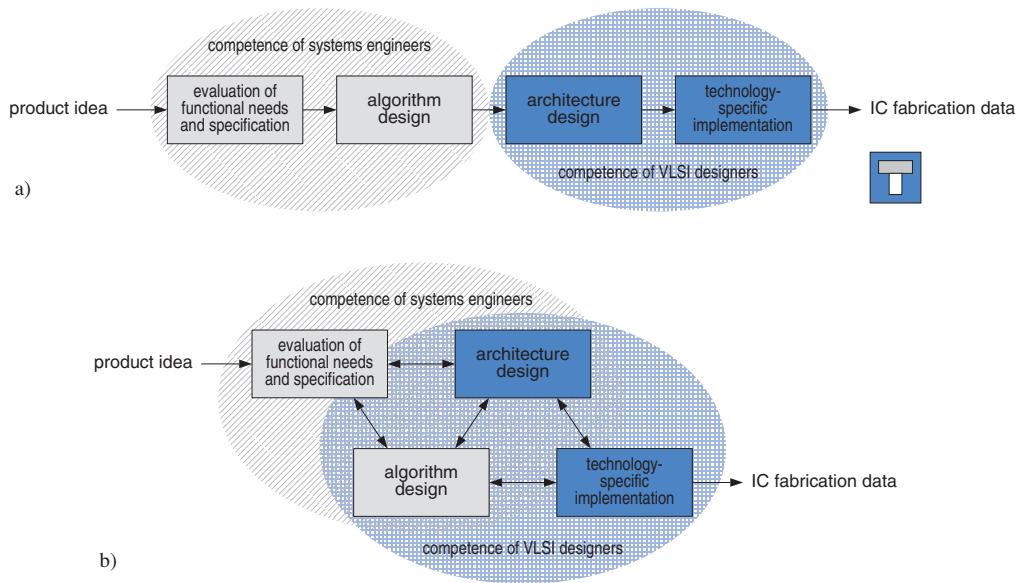 competence of systems engineers
product idea
evaluation of
functional needs
and specification
algorithm
design
architecture
design
technology-
specific
implementation
IC fabrication data
competence of VLSI designers
a)
competence of systems engineers
product idea
evaluation of
functional needs
and specification
architecture
design
algorithm
design
technology-
specific
implementation
IC fabrication data
competence of VLSI designers
b)